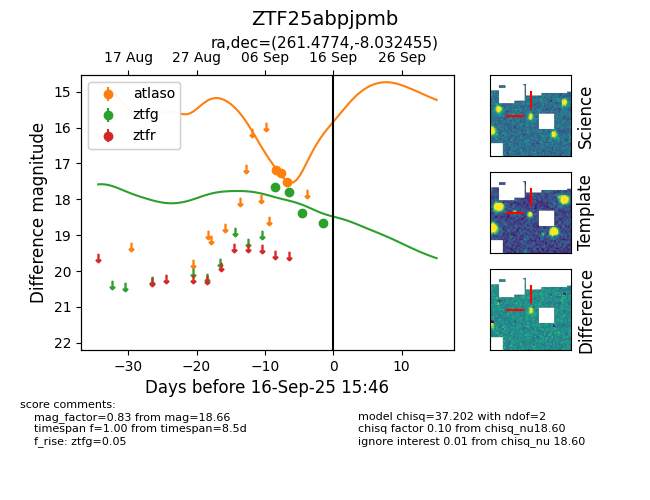 ZTF25abpjpmb
ra,dec=(261.4774,-8.032455)
17 Aug 27 Aug 06 Sep 16 Sep 26 Sep
atlaso
ztfg
ztfr
15
16
17
18
19
20
21
22
Difference magnitude
−30 −20 −10 0 10
Days before 16-Sep-25 15:46
Science
Template
Difference
score comments:
mag_factor=0.83 from mag=18.66
timespan f=1.00 from timespan=8.5d
f_rise: ztfg=0.05
model chisq=37.202 with ndof=2
chisq factor 0.10 from chisq_nu18.60
ignore interest 0.01 from chisq_nu 18.60